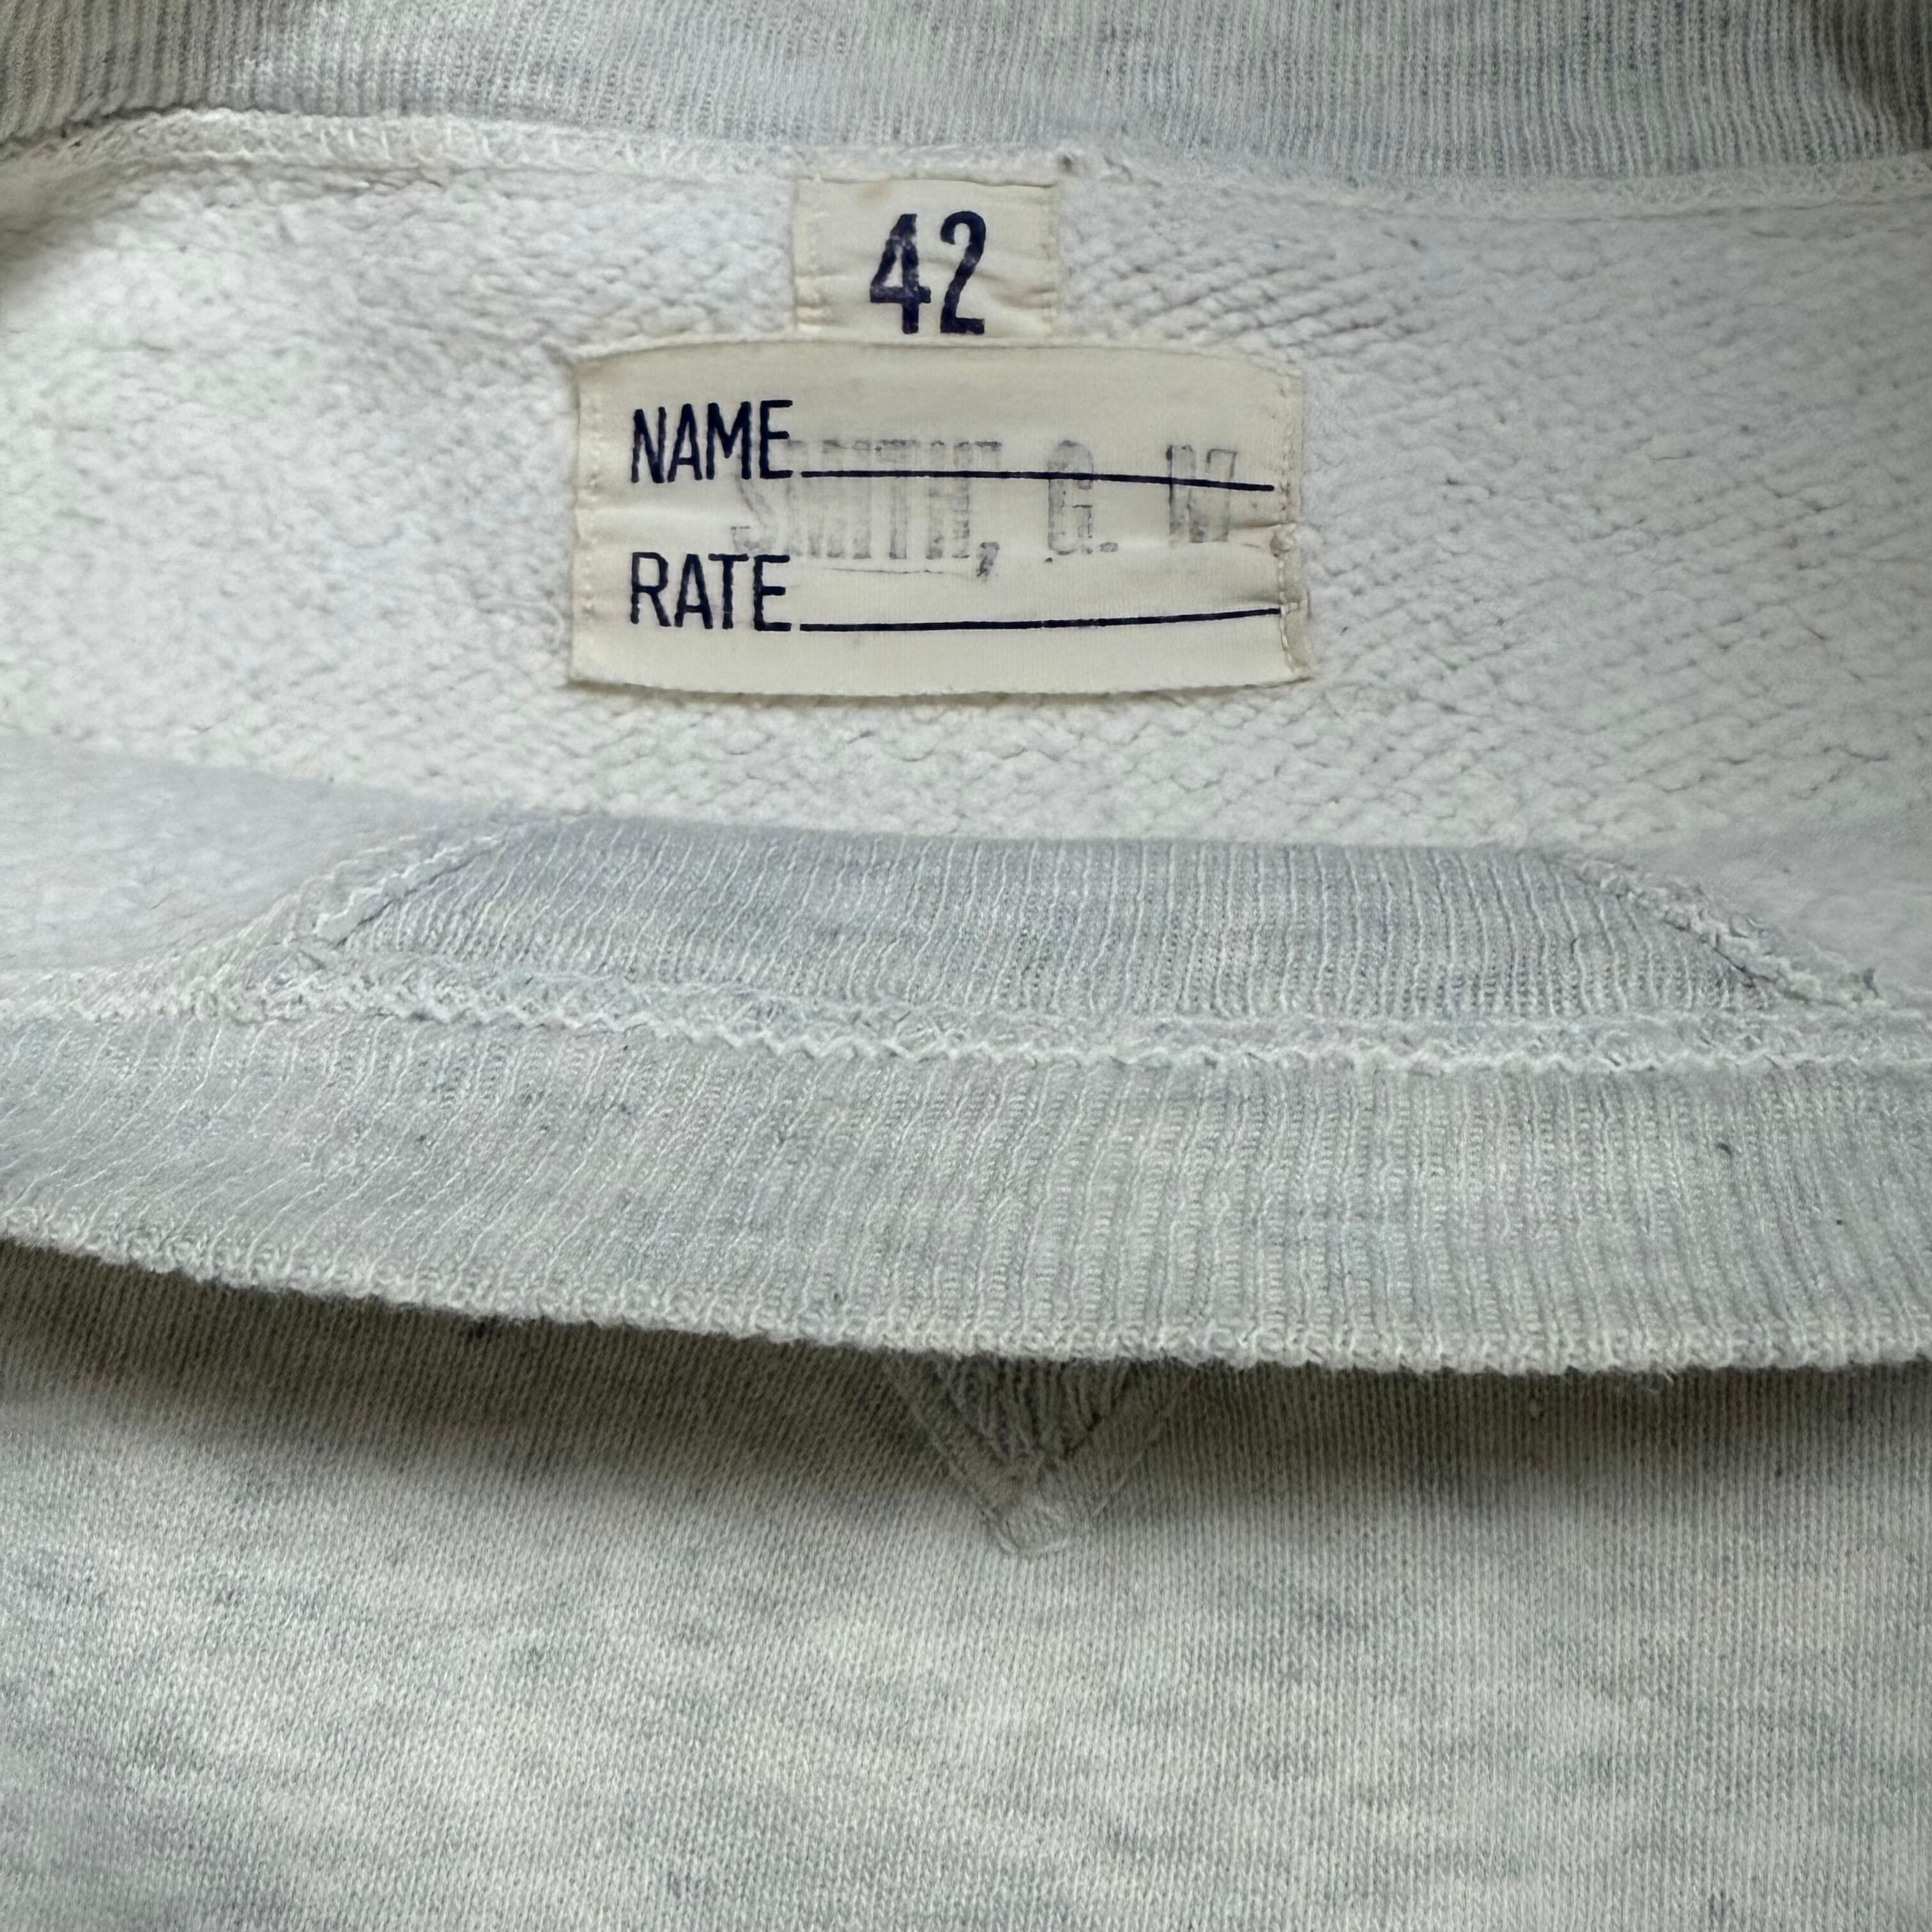 42
NAME
SMITH, G. W
RATE